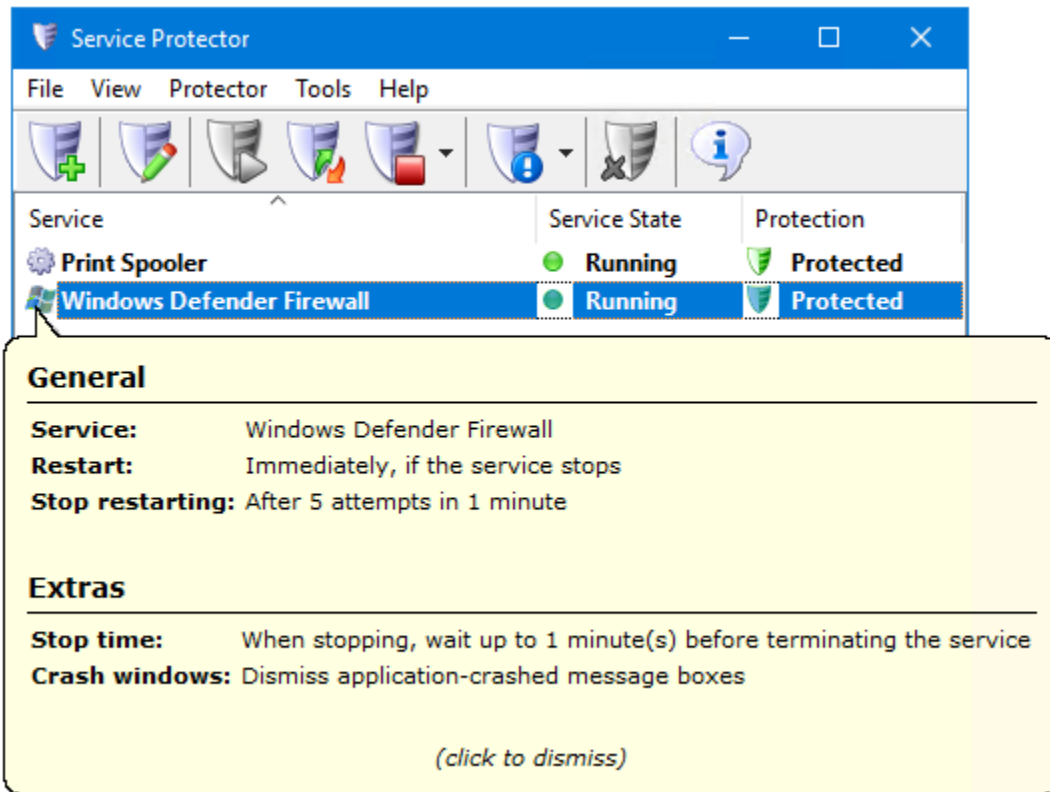 Service Protector
File View Protector Tools Help
Service Service State Protection
Print Spooler Running Protected
Windows Defender Firewall Running Protected
General
Service: Windows Defender Firewall
Restart: Immediately, if the service stops
Stop restarting: After 5 attempts in 1 minute
Extras
Stop time: When stopping, wait up to 1 minute(s) before terminating the service
Crash windows: Dismiss application-crashed message boxes
(click to dismiss)